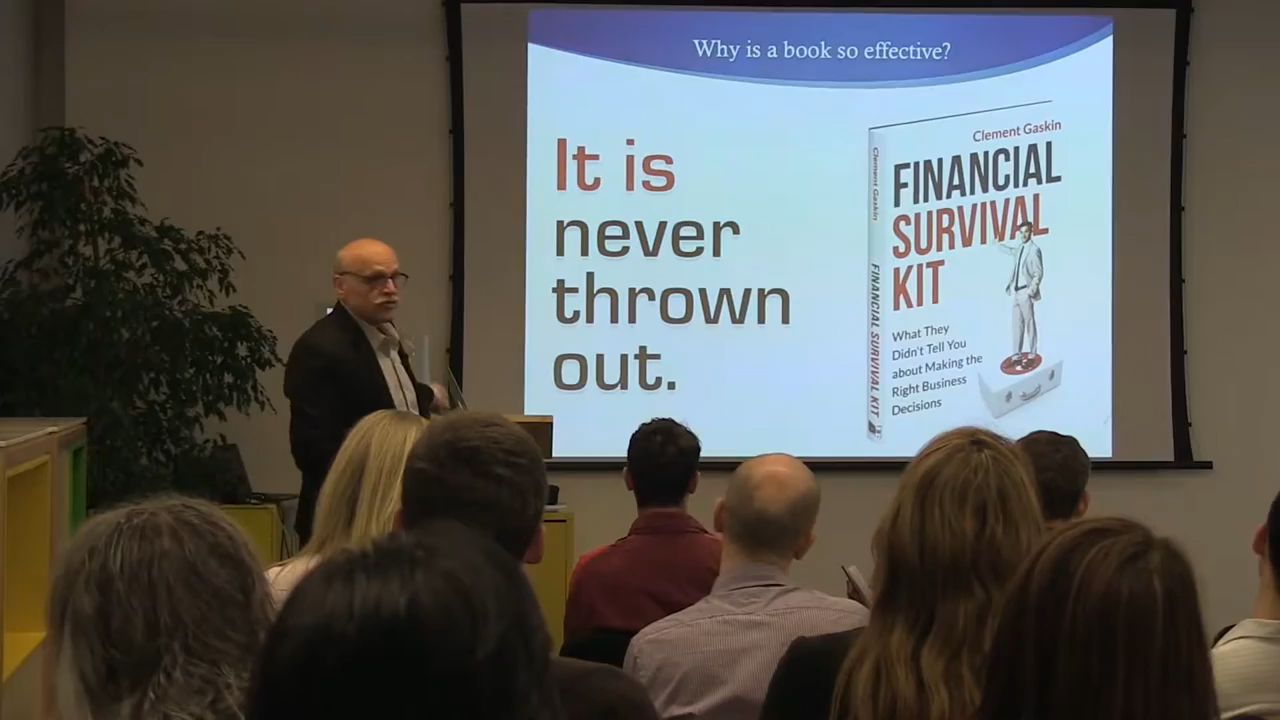 Why is a book so effective?
It is
never
thrown
out.
Clement Gaskin
FINANCIAL
SURVIVAL
KIT
What They
Didn't Tell You
about Making the
Right Business
Decisions
Clement Gaskin
FINANCIAL SURVIVAL KIT